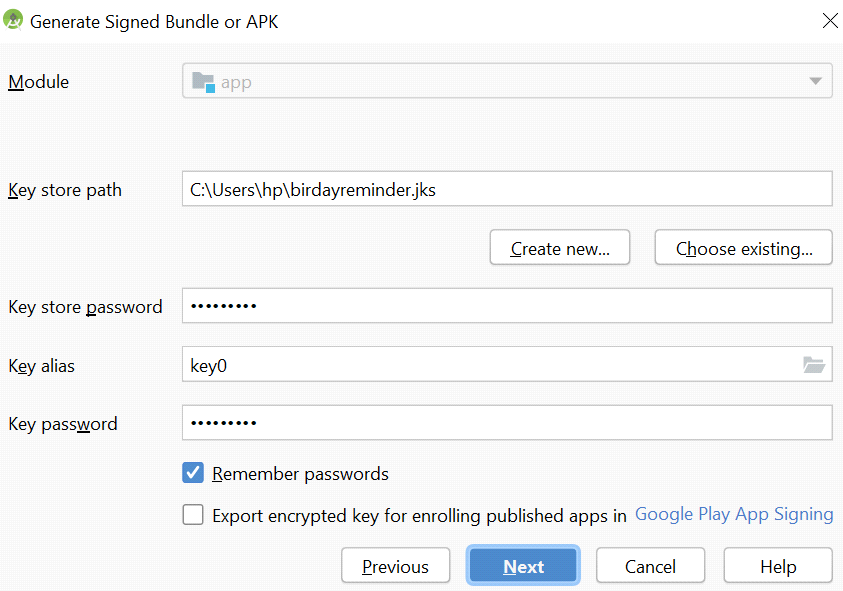 Generate Signed Bundle or APK
Module app
Key store path C:\Users\hp\birdayreminder.jks
Create new... Choose existing...
Key store password •••••••••
Key alias key0
Key password •••••••••
Remember passwords
Export encrypted key for enrolling published apps in Google Play App Signing
Previous Next Cancel Help